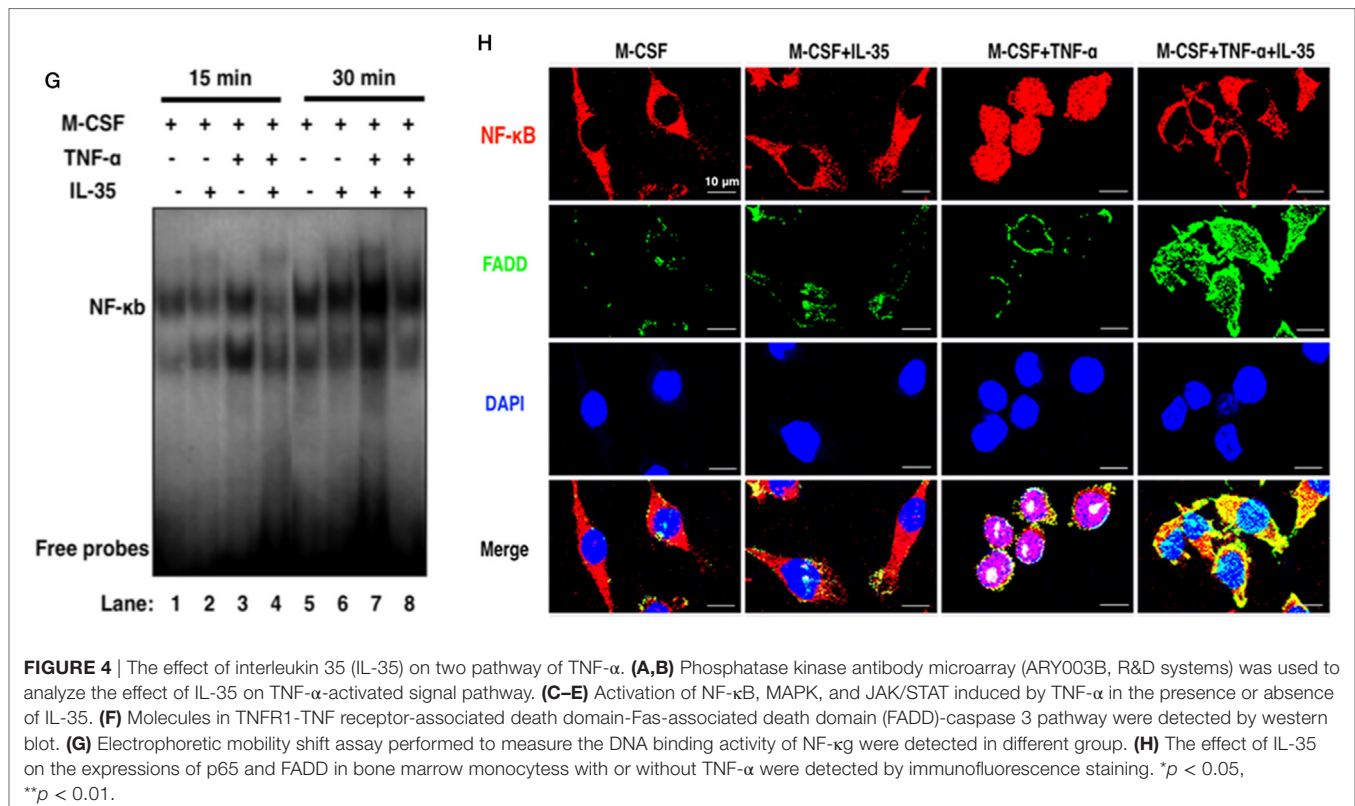 G
15 min 30 min
M-CSF + + + + + + + +
TNF-α - - + + - - + +
IL-35 - + - + - + + +
NF-κb
Free probes
Lane: 1 2 3 4 5 6 7 8
H
M-CSF M-CSF+IL-35 M-CSF+TNF-α M-CSF+TNF-α+IL-35
NF-κB
10 μm
FADD
DAPI
Merge
FIGURE 4 | The effect of interleukin 35 (IL-35) on two pathway of TNF-α. (A,B) Phosphatase kinase antibody microarray (ARY003B, R&D systems) was used to
analyze the effect of IL-35 on TNF-α-activated signal pathway. (C–E) Activation of NF-κB, MAPK, and JAK/STAT induced by TNF-α in the presence or absence
of IL-35. (F) Molecules in TNFR1-TNF receptor-associated death domain-Fas-associated death domain (FADD)-caspase 3 pathway were detected by western
blot. (G) Electrophoretic mobility shift assay performed to measure the DNA binding activity of NF-κg were detected in different group. (H) The effect of IL-35
on the expressions of p65 and FADD in bone marrow monocytess with or without TNF-α were detected by immunofluorescence staining. *p < 0.05,
**p < 0.01.